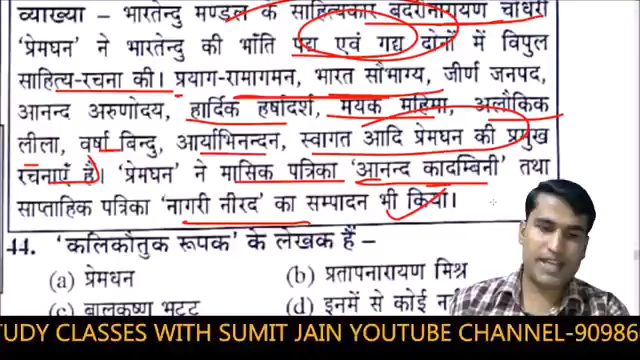 व्याख्या – भारतेन्दु मण्डल के साहित्यकार बदरीनारायण चौधरी
'प्रेमघन' ने भारतेन्दु की भाँति पद्य एवं गद्य दोनों में विपुल
साहित्य-रचना की। प्रयाग-रामागमन, भारत सौभाग्य, जीर्ण जनपद,
आनन्द अरुणोदय, हार्दिक हर्षादर्श, मयंक महिमा, अलौकिक
लीला, वर्षा बिन्दु, आर्याभिनन्दन, स्वागत आदि प्रेमघन की प्रमुख
रचनाएँ हैं। 'प्रेमघन' ने मासिक पत्रिका 'आनन्द कादम्बिनी' तथा
साप्ताहिक पत्रिका 'नागरी नीरद' का सम्पादन भी किया।
44. 'कलिकौतुक रूपक' के लेखक हैं –
(a) प्रेमधन (b) प्रतापनारायण मिश्र
(c) बालकृष्ण भट्ट (d) इनमें से कोई
STUDY CLASSES WITH SUMIT JAIN YOUTUBE CHANNEL-90986